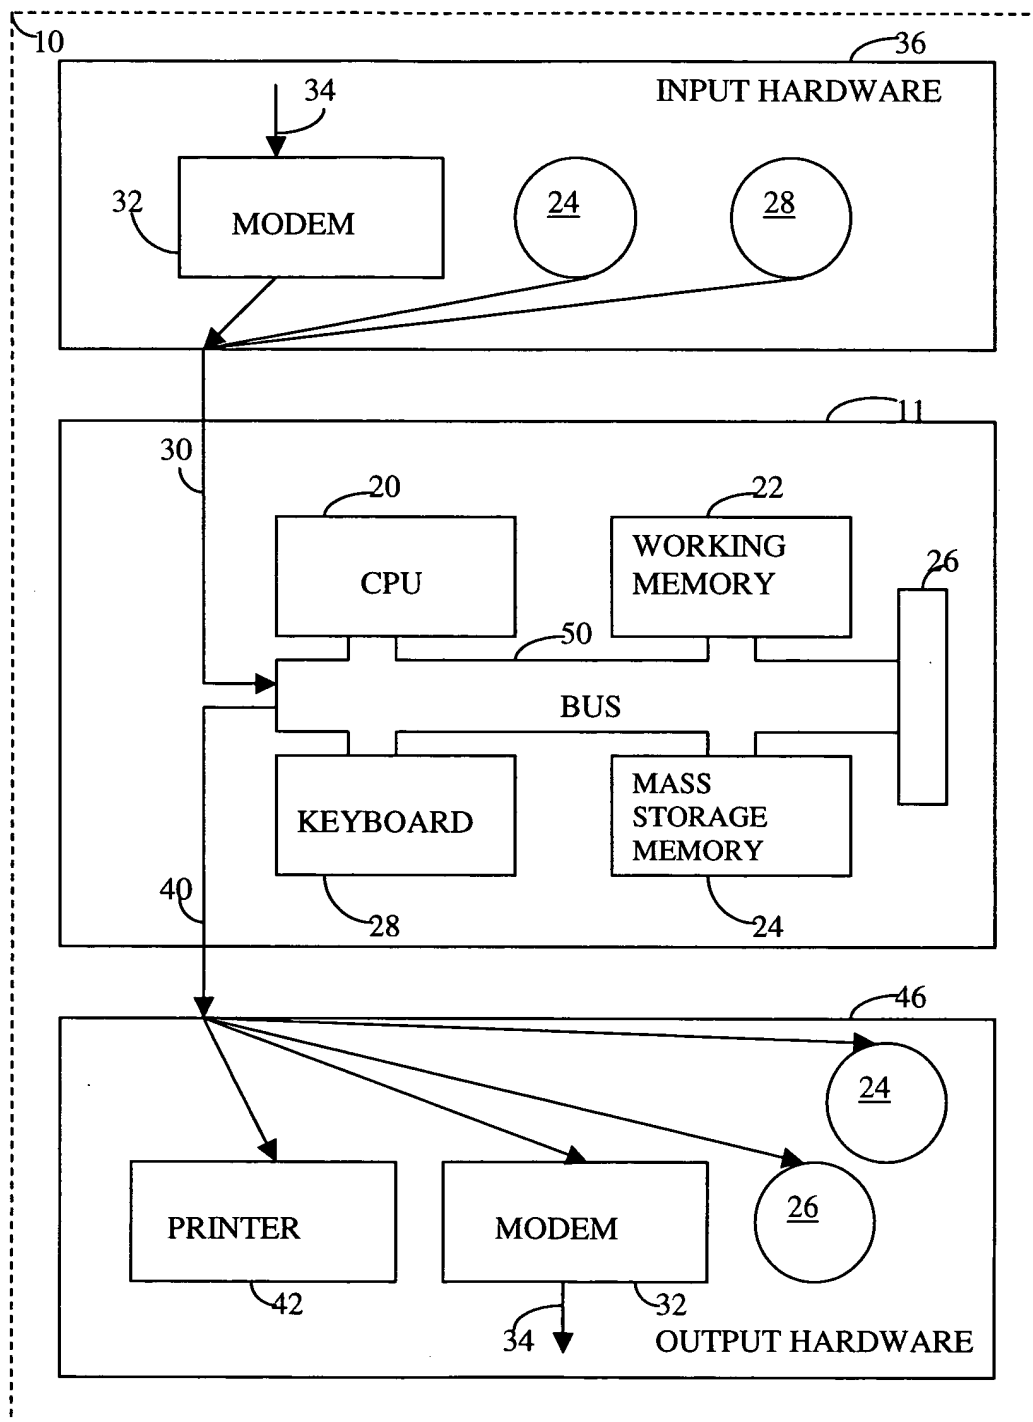 10
36
INPUT HARDWARE
34
32
MODEM
24
28
11
30
20
22
CPU
WORKING
MEMORY
26
50
BUS
KEYBOARD
MASS
STORAGE
MEMORY
40
28
24
46
24
26
PRINTER
MODEM
42
34
32
OUTPUT HARDWARE